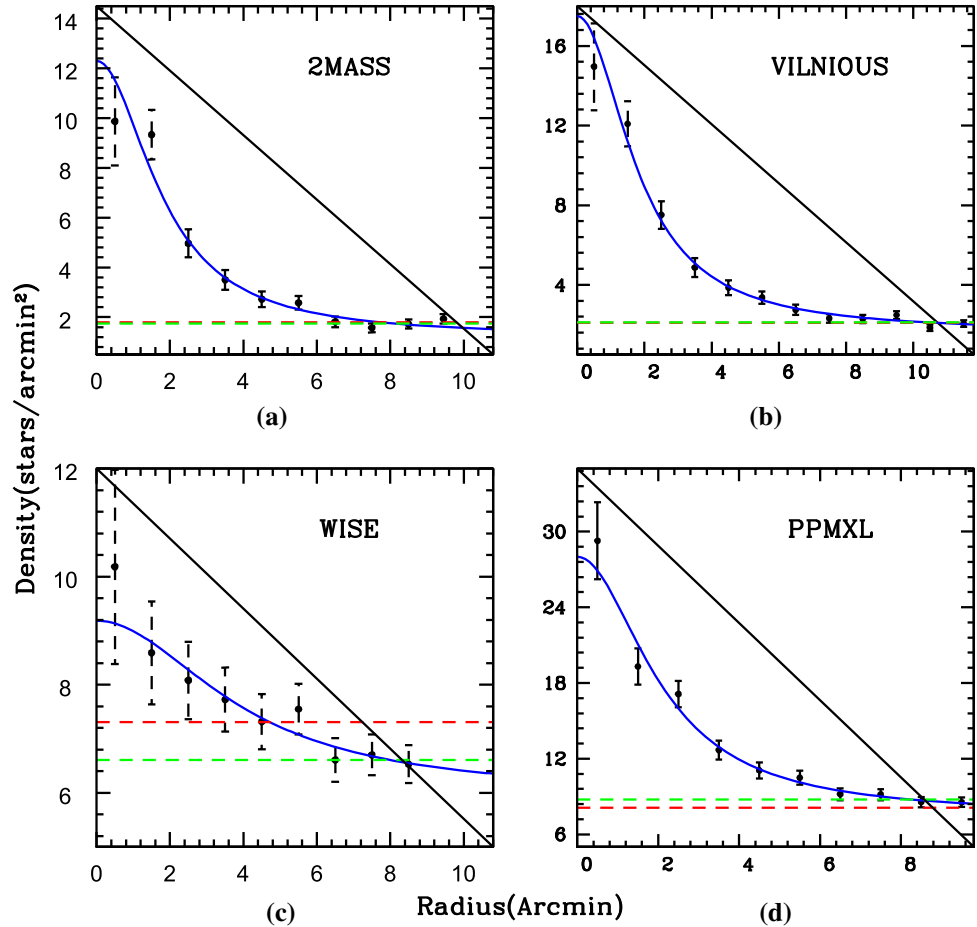 14
12
10
8
6
4
2
2MASS
0 2 4 6 8 10
(a)
16
12
8
4
VILNIOUS
0 2 4 6 8 10
(b)
Density(stars/arcmin²)
12
10
8
6
WISE
0 2 4 6 8 10
(c)
30
24
18
12
6
PPMXL
0 2 4 6 8
(d)
Radius(Arcmin)